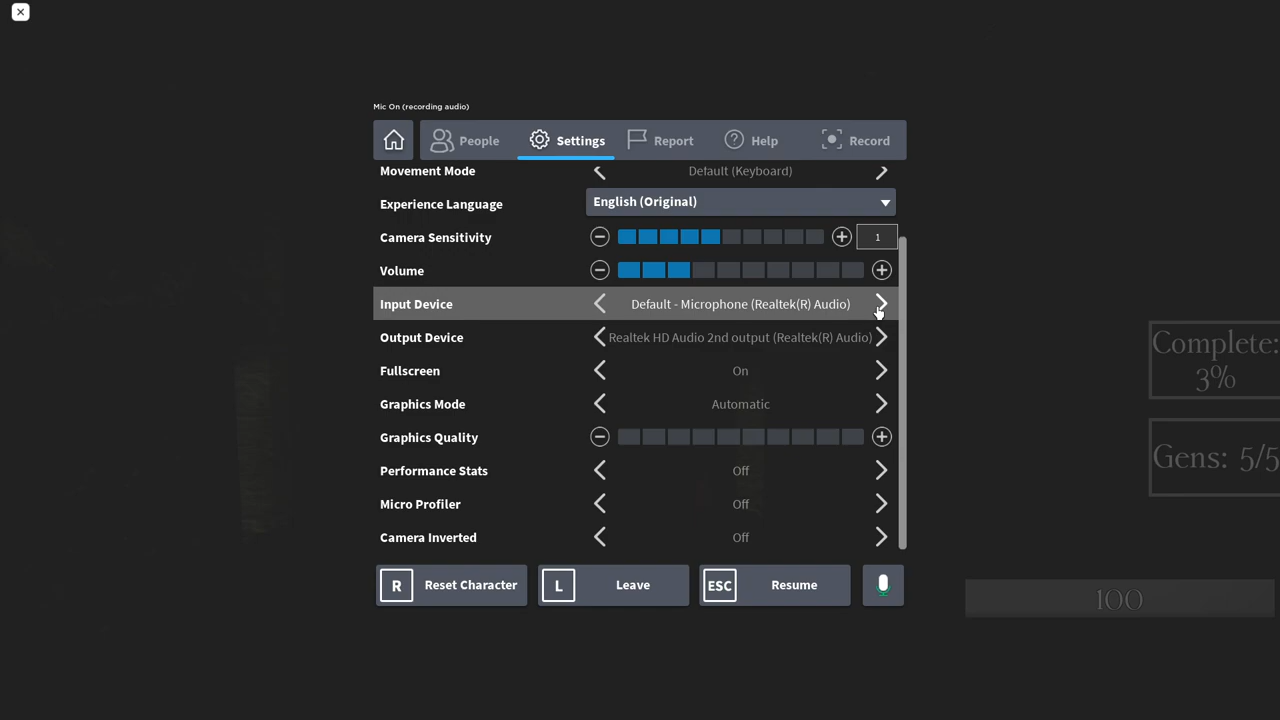 Mic On (recording audio)
People
Settings
Report
Help
Record
Movement Mode
Default (Keyboard)
Experience Language
English (Original)
Camera Sensitivity
1
Volume
Input Device
Default - Microphone (Realtek(R) Audio)
Output Device
Realtek HD Audio 2nd output (Realtek(R) Audio)
Fullscreen
On
Graphics Mode
Automatic
Graphics Quality
Performance Stats
Off
Micro Profiler
Off
Camera Inverted
Off
R Reset Character
L Leave
ESC Resume
Complete:
3%
Gens: 5/5
100